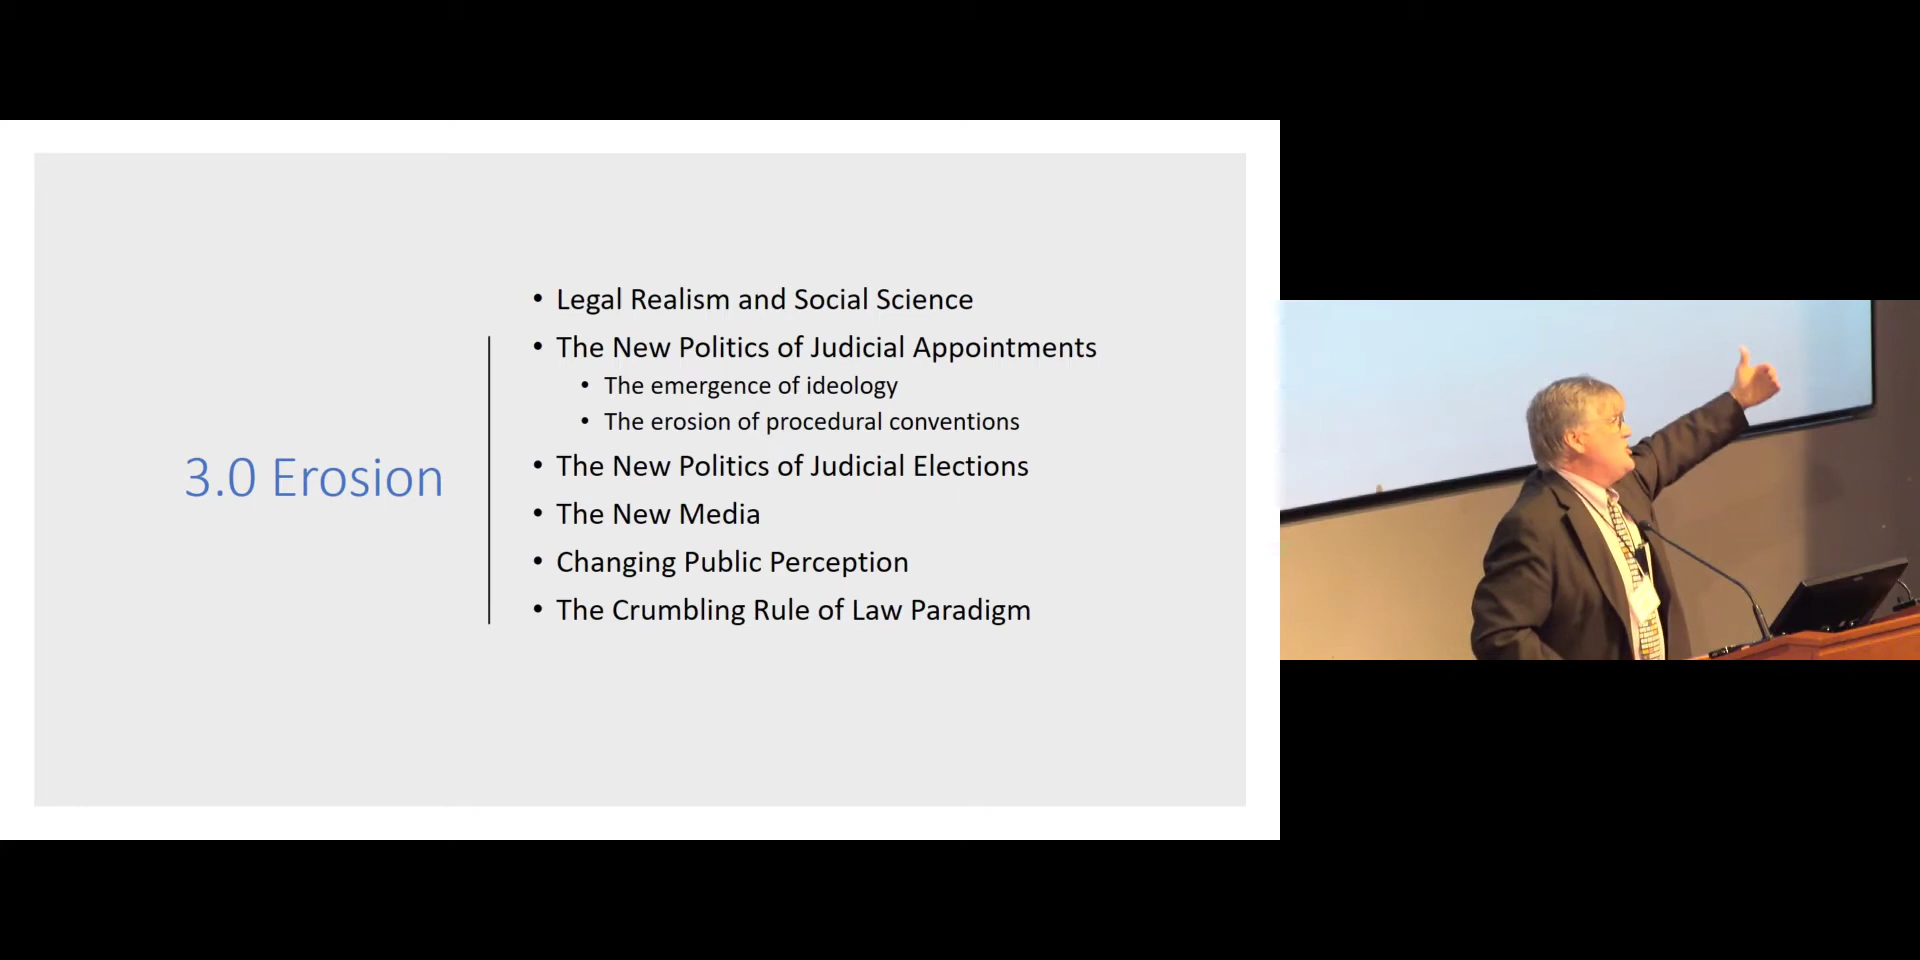 3.0 Erosion
• Legal Realism and Social Science
• The New Politics of Judicial Appointments
• The emergence of ideology
• The erosion of procedural conventions
• The New Politics of Judicial Elections
• The New Media
• Changing Public Perception
• The Crumbling Rule of Law Paradigm